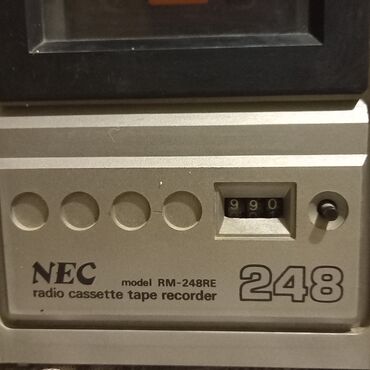 990
NEC model RM-248RE 248
radio cassette tape recorder